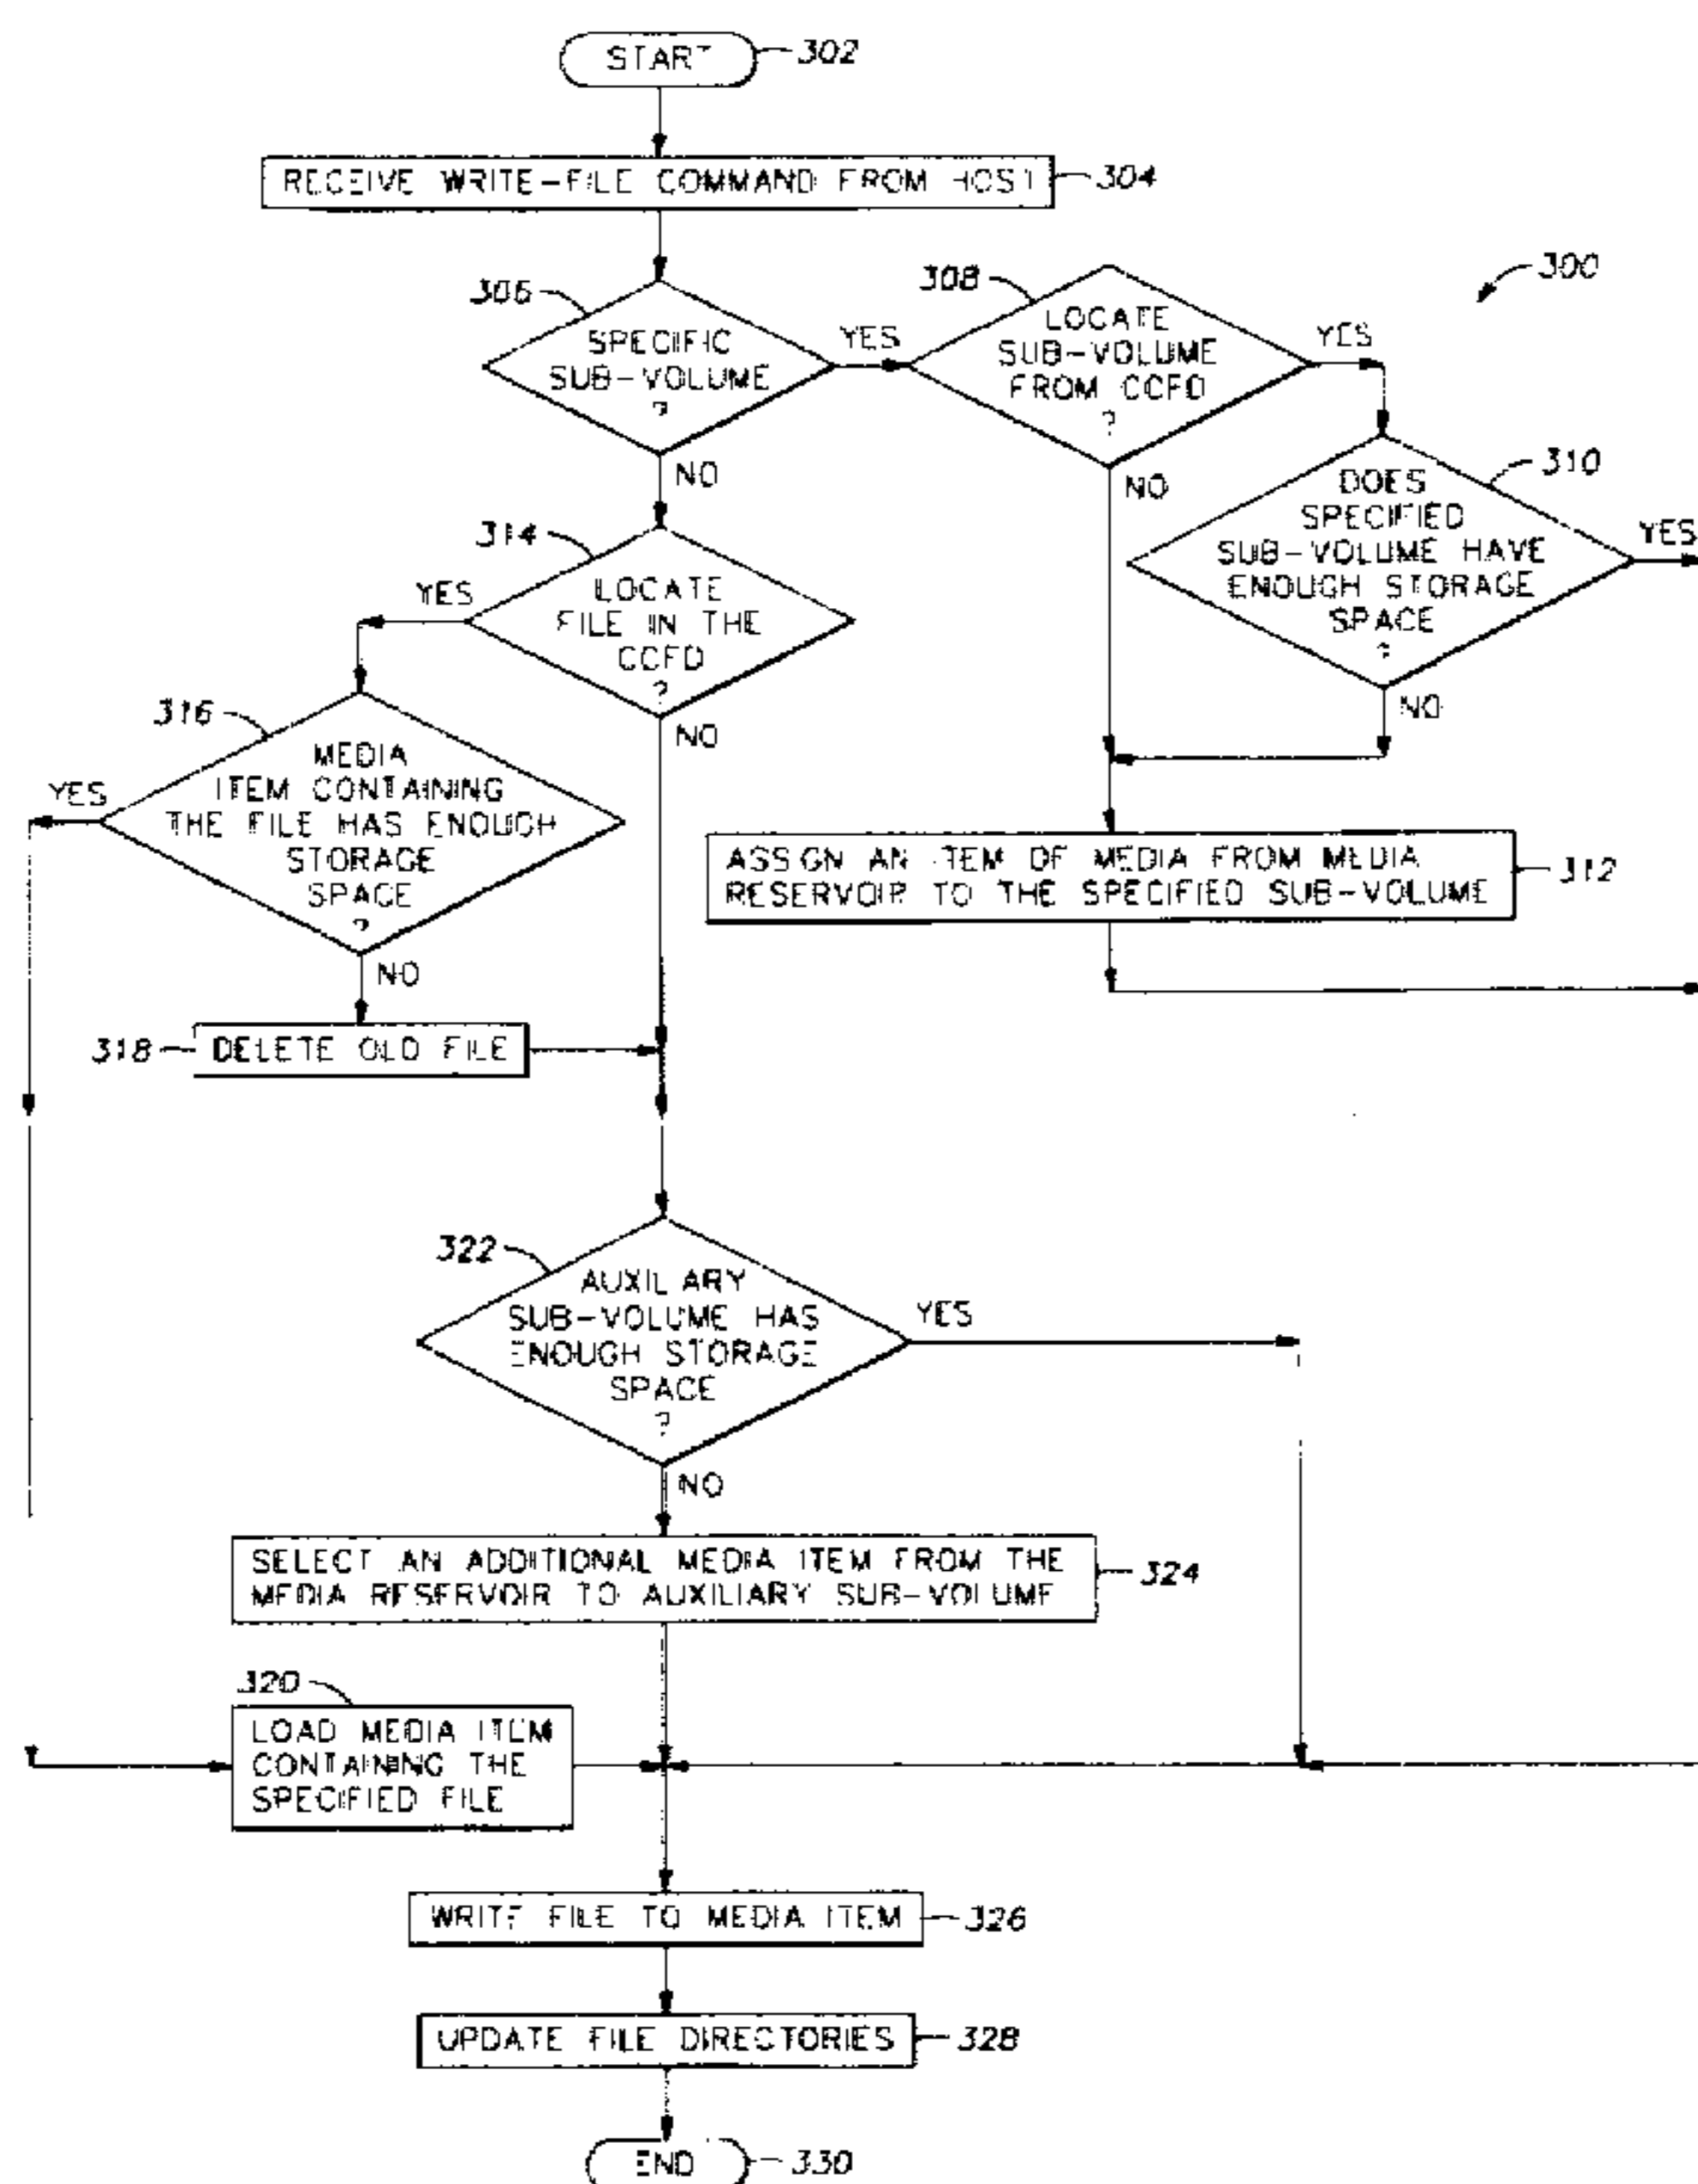 START
302
RECEIVE WRITE-FILE COMMAND FROM HOST
304
300
306
SPECIFIC
SUB-VOLUME
?
YES
NO
308
LOCATE
SUB-VOLUME
FROM CCFD
?
YES
NO
310
DOES
SPECIFIED
SUB-VOLUME HAVE
ENOUGH STORAGE
SPACE
?
YES
NO
314
LOCATE
FILE IN THE
CCFD
?
YES
NO
316
MEDIA
ITEM CONTAINING
THE FILE HAS ENOUGH
STORAGE
SPACE
?
YES
NO
ASSIGN AN ITEM OF MEDIA FROM MEDIA
RESERVOIR TO THE SPECIFIED SUB-VOLUME
312
318
DELETE OLD FILE
322
AUXILIARY
SUB-VOLUME HAS
ENOUGH STORAGE
SPACE
?
YES
NO
SELECT AN ADDITIONAL MEDIA ITEM FROM THE
MEDIA RESERVOIR TO AUXILIARY SUB-VOLUME
324
320
LOAD MEDIA ITEM
CONTAINING THE
SPECIFIED FILE
WRITE FILE TO MEDIA ITEM
326
UPDATE FILE DIRECTORIES
328
END
330